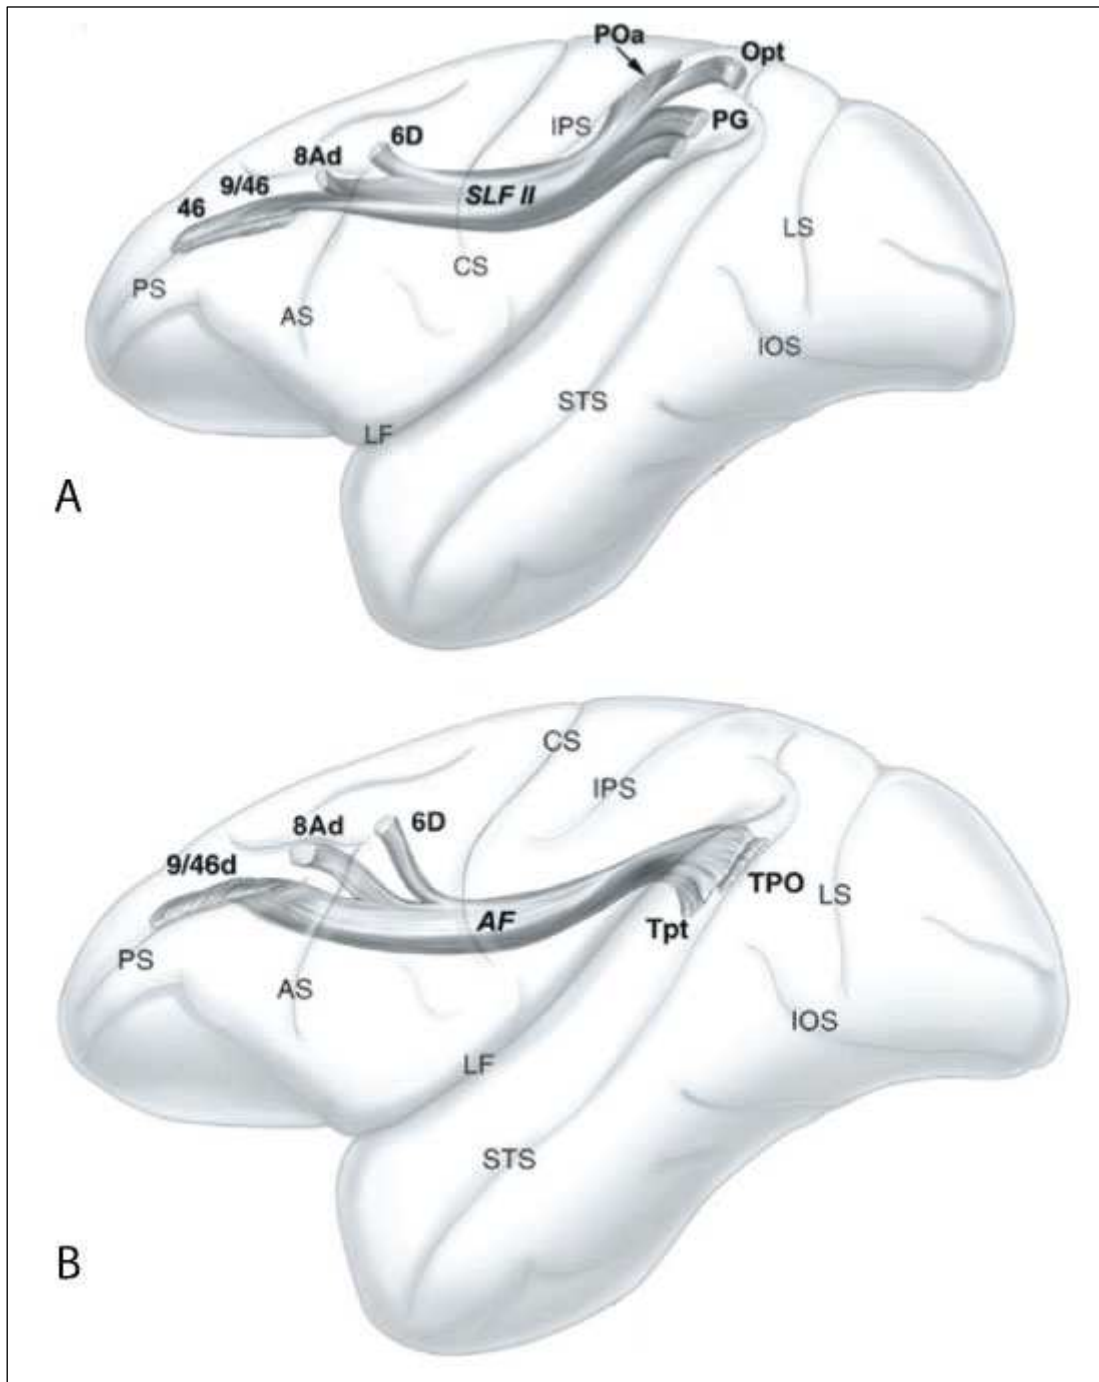 POa
Opt
6D
IPS
PG
8Ad
9/46
SLF II
46
LS
CS
PS
AS
IOS
STS
LF
A
CS
IPS
8Ad
6D
9/46d
TPO
LS
AF
Tpt
PS
AS
IOS
LF
STS
B